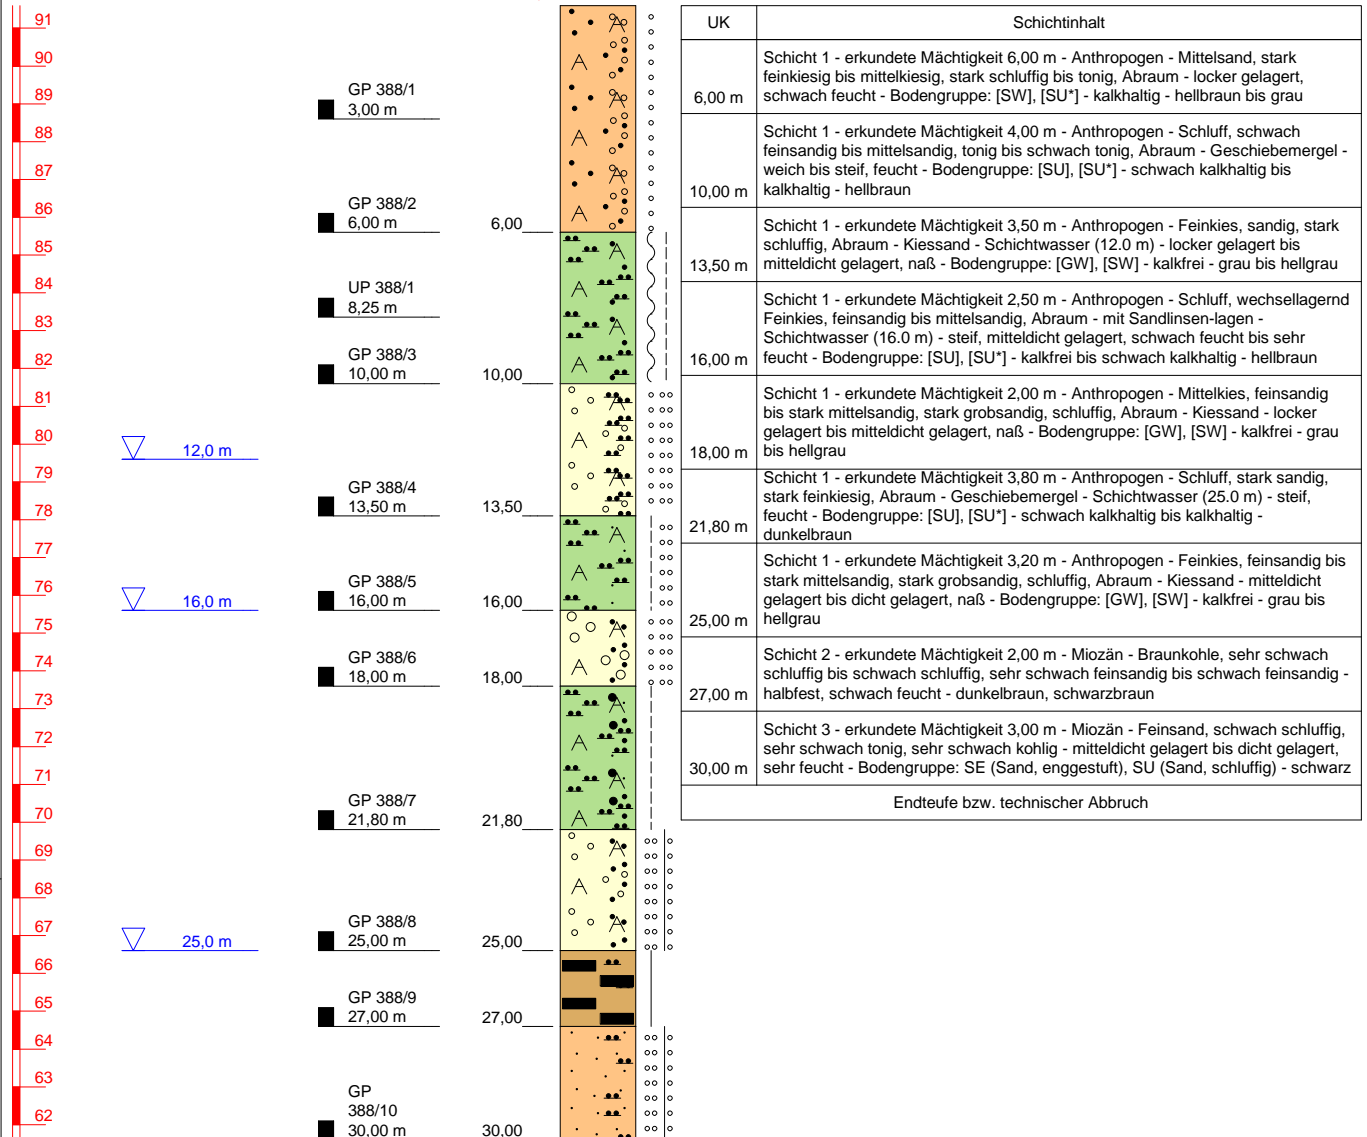 91
90
89
88
87
86
85
84
83
82
81
80
79
78
77
76
75
74
73
72
71
70
69
68
67
66
65
64
63
62
12,0 m
16,0 m
25,0 m
GP 388/1
3,00 m
GP 388/2
6,00 m
UP 388/1
8,25 m
GP 388/3
10,00 m
GP 388/4
13,50 m
GP 388/5
16,00 m
GP 388/6
18,00 m
GP 388/7
21,80 m
GP 388/8
25,00 m
GP 388/9
27,00 m
GP
388/10
30,00 m
6,00
10,00
13,50
16,00
18,00
21,80
25,00
27,00
30,00
UK Schichtinhalt
Schicht 1 - erkundete Mächtigkeit 6,00 m - Anthropogen - Mittelsand, stark
feinkiesig bis mittelkiesig, stark schluffig bis tonig, Abraum - locker gelagert,
6,00 m schwach feucht - Bodengruppe: [SW], [SU*] - kalkhaltig - hellbraun bis grau
Schicht 1 - erkundete Mächtigkeit 4,00 m - Anthropogen - Schluff, schwach
feinsandig bis mittelsandig, tonig bis schwach tonig, Abraum - Geschiebemergel -
weich bis steif, feucht - Bodengruppe: [SU], [SU*] - schwach kalkhaltig bis
10,00 m kalkhaltig - hellbraun
Schicht 1 - erkundete Mächtigkeit 3,50 m - Anthropogen - Feinkies, sandig, stark
schluffig, Abraum - Kiessand - Schichtwasser (12.0 m) - locker gelagert bis
13,50 m mitteldicht gelagert, naß - Bodengruppe: [GW], [SW] - kalkfrei - grau bis hellgrau
Schicht 1 - erkundete Mächtigkeit 2,50 m - Anthropogen - Schluff, wechsellagernd
Feinkies, feinsandig bis mittelsandig, Abraum - mit Sandlinsen-lagen -
Schichtwasser (16.0 m) - steif, mitteldicht gelagert, schwach feucht bis sehr
16,00 m feucht - Bodengruppe: [SU], [SU*] - kalkfrei bis schwach kalkhaltig - hellbraun
Schicht 1 - erkundete Mächtigkeit 2,00 m - Anthropogen - Mittelkies, feinsandig
bis stark mittelsandig, stark grobsandig, schluffig, Abraum - Kiessand - locker
gelagert bis mitteldicht gelagert, naß - Bodengruppe: [GW], [SW] - kalkfrei - grau
18,00 m bis hellgrau
Schicht 1 - erkundete Mächtigkeit 3,80 m - Anthropogen - Schluff, stark sandig,
stark feinkiesig, Abraum - Geschiebemergel - Schichtwasser (25.0 m) - steif,
21,80 m feucht - Bodengruppe: [SU], [SU*] - schwach kalkhaltig bis kalkhaltig -
dunkelbraun
Schicht 1 - erkundete Mächtigkeit 3,20 m - Anthropogen - Feinkies, feinsandig bis
stark mittelsandig, stark grobsandig, schluffig, Abraum - Kiessand - mitteldicht
gelagert bis dicht gelagert, naß - Bodengruppe: [GW], [SW] - kalkfrei - grau bis
25,00 m hellgrau
Schicht 2 - erkundete Mächtigkeit 2,00 m - Miozän - Braunkohle, sehr schwach
schluffig bis schwach schluffig, sehr schwach feinsandig bis schwach feinsandig -
27,00 m halbfest, schwach feucht - dunkelbraun, schwarzbraun
Schicht 3 - erkundete Mächtigkeit 3,00 m - Miozän - Feinsand, schwach schluffig,
sehr schwach tonig, sehr schwach kohlig - mitteldicht gelagert bis dicht gelagert,
30,00 m sehr feucht - Bodengruppe: SE (Sand, enggestuft), SU (Sand, schluffig) - schwarz
Endteufe bzw. technischer Abbruch